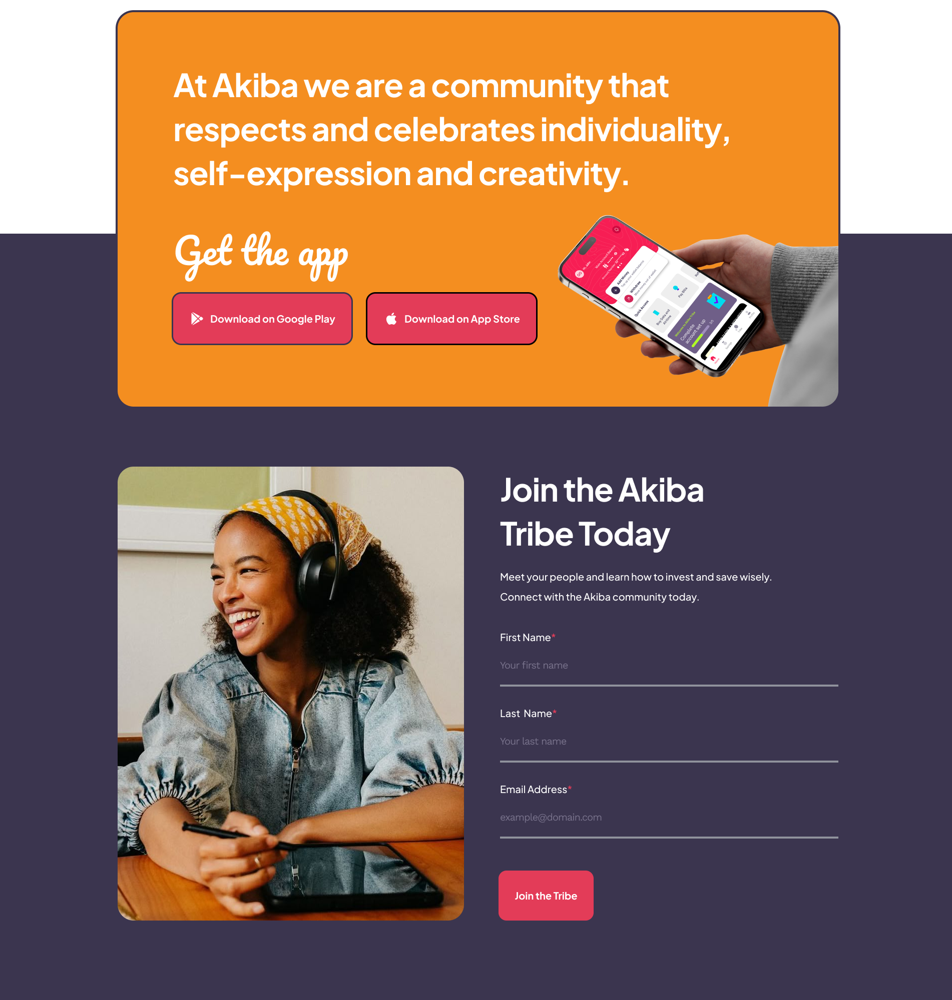 At Akiba we are a community that
respects and celebrates individuality,
self-expression and creativity.
Get the app
Download on Google Play
Download on App Store
Join the Akiba
Tribe Today
Meet your people and learn how to invest and save wisely.
Connect with the Akiba community today.
First Name*
Your first name
Last Name*
Your last name
Email Address*
example@domain.com
Join the Tribe